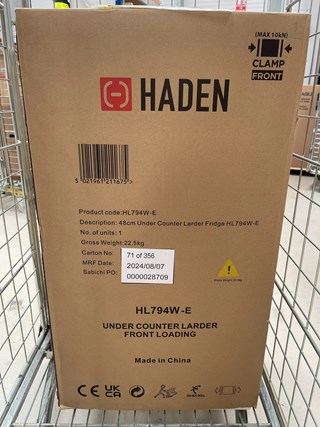 (MAX 10kN)
CLAMP
FRONT
HADEN
5 021961 211675 >
Product code:HL794W-E
Description: 48cm Under Counter Larder Fridge HL794W-E
No. of units: 1
Gross Weight:22.5kg
Carton No: 71 of 356
MRF Date: 2024/08/07
Sabichi PO: 0000028709
HL794W-E
UNDER COUNTER LARDER
FRONT LOADING
Made in China
CE UK CA